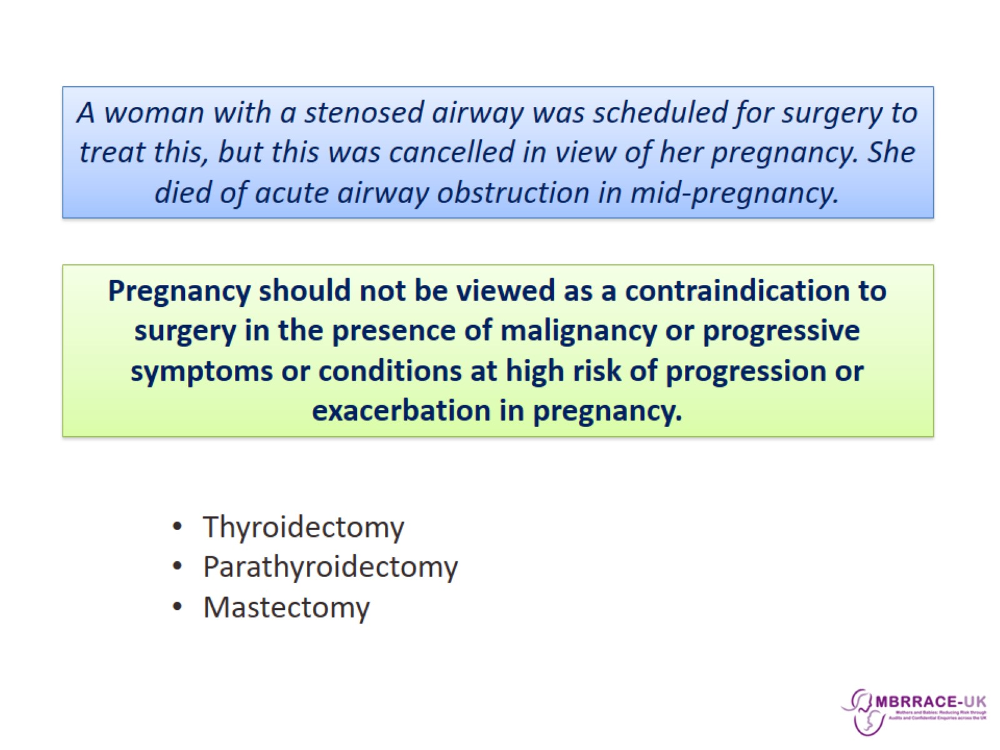 A woman with a stenosed airway was scheduled for surgery to
treat this, but this was cancelled in view of her pregnancy. She
died of acute airway obstruction in mid-pregnancy.
Pregnancy should not be viewed as a contraindication to
surgery in the presence of malignancy or progressive
symptoms or conditions at high risk of progression or
exacerbation in pregnancy.
• Thyroidectomy
• Parathyroidectomy
• Mastectomy
MBRRACE-UK
Mothers and Babies: Reducing Risk through
Audits and Confidential Enquiries across the UK